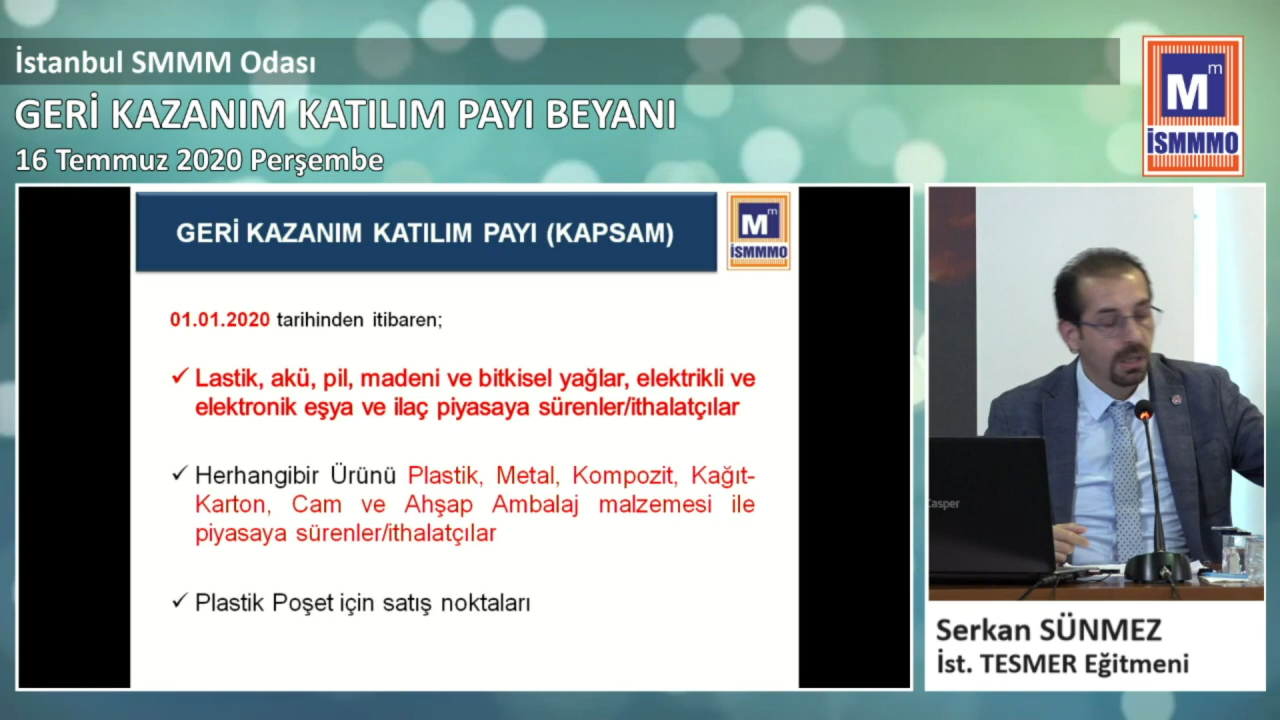 İstanbul SMMM Odası
GERİ KAZANIM KATILIM PAYI BEYANI
16 Temmuz 2020 Perşembe
Mm
İSMMMO
GERİ KAZANIM KATILIM PAYI (KAPSAM)
Mm
İSMMMO
01.01.2020 tarihinden itibaren;
✓ Lastik, akü, pil, madeni ve bitkisel yağlar, elektrikli ve
elektronik eşya ve ilaç piyasaya sürenler/ithalatçılar
✓ Herhangibir Ürünü Plastik, Metal, Kompozit, Kağıt-
Karton, Cam ve Ahşap Ambalaj malzemesi ile
piyasaya sürenler/ithalatçılar
✓ Plastik Poşet için satış noktaları
Casper
Serkan SÜNMEZ
İst. TESMER Eğitmeni